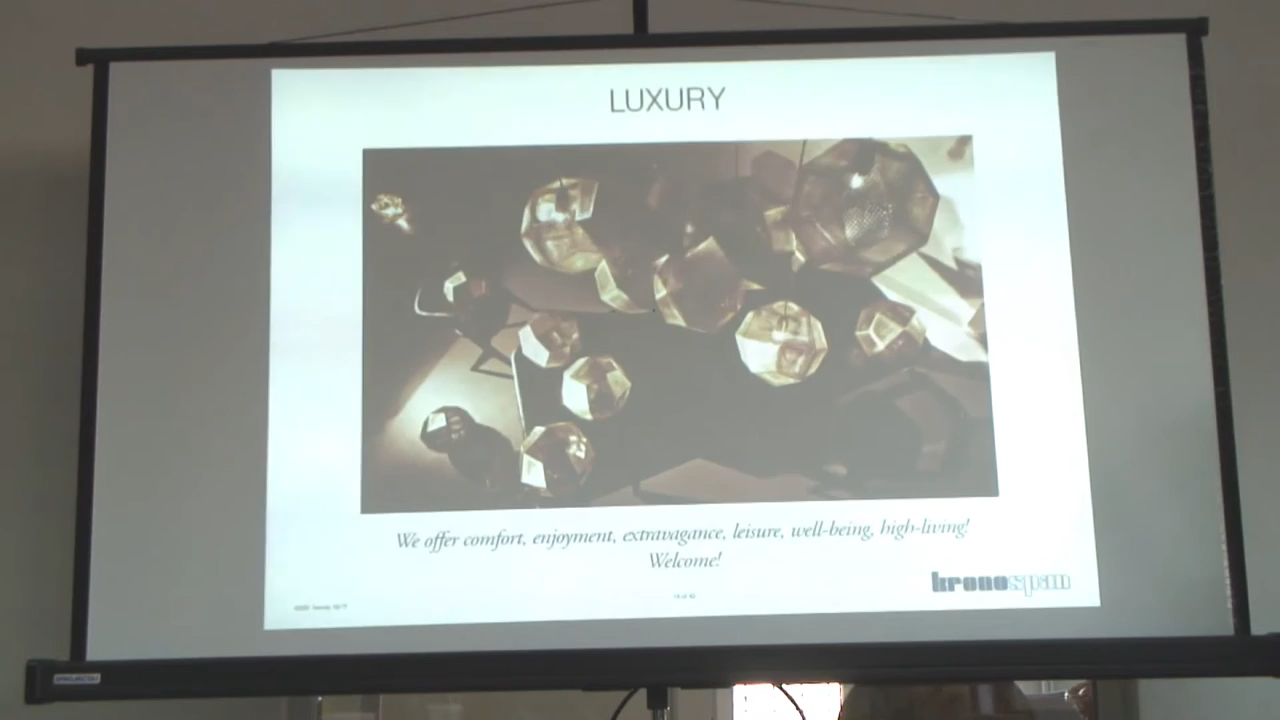 LUXURY
We offer comfort, enjoyment, extravagance, leisure, well-being, high-living!
Welcome!
kronospan